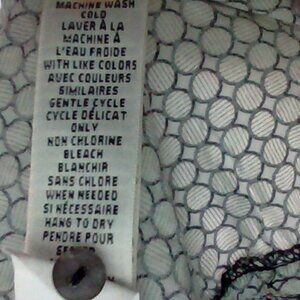 MACHINE WASH
COLD
LAVER À LA
MACHINE À
L'EAU FROIDE
WITH LIKE COLORS
AVEC COULEURS
SIMILAIRES
GENTLE CYCLE
CYCLE DÉLICAT
ONLY
NON CHLORINE
BLEACH
BLANCHIR
SANS CHLORE
WHEN NEEDED
SI NÉCESSAIRE
HANG TO DRY
PENDRE POUR